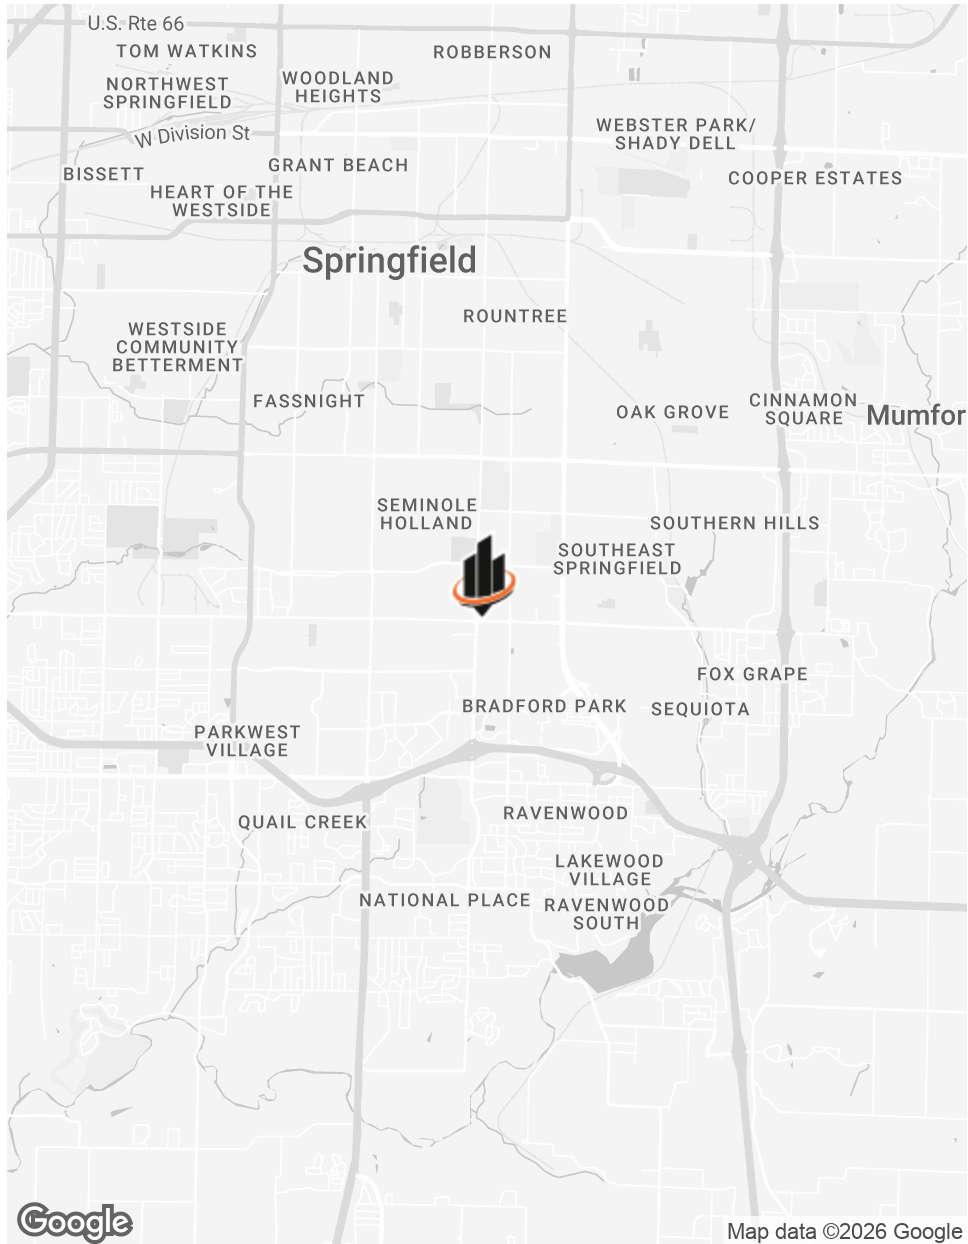 U.S. Rte 66
TOM WATKINS
ROBBERSON
NORTHWEST
SPRINGFIELD
WOODLAND
HEIGHTS
W Division St
WEBSTER PARK/
SHADY DELL
BISSETT
GRANT BEACH
COOPER ESTATES
HEART OF THE
WESTSIDE
Springfield
ROUNTREE
WESTSIDE
COMMUNITY
BETTERMENT
FASSNIGHT
OAK GROVE
CINNAMON
SQUARE
Mumfor
SEMINOLE
HOLLAND
SOUTHERN HILLS
SOUTHEAST
SPRINGFIELD
FOX GRAPE
BRADFORD PARK
SEQUIOTA
PARKWEST
VILLAGE
QUAIL CREEK
RAVENWOOD
LAKEWOOD
VILLAGE
NATIONAL PLACE
RAVENWOOD
SOUTH
Google
Map data ©2026 Google